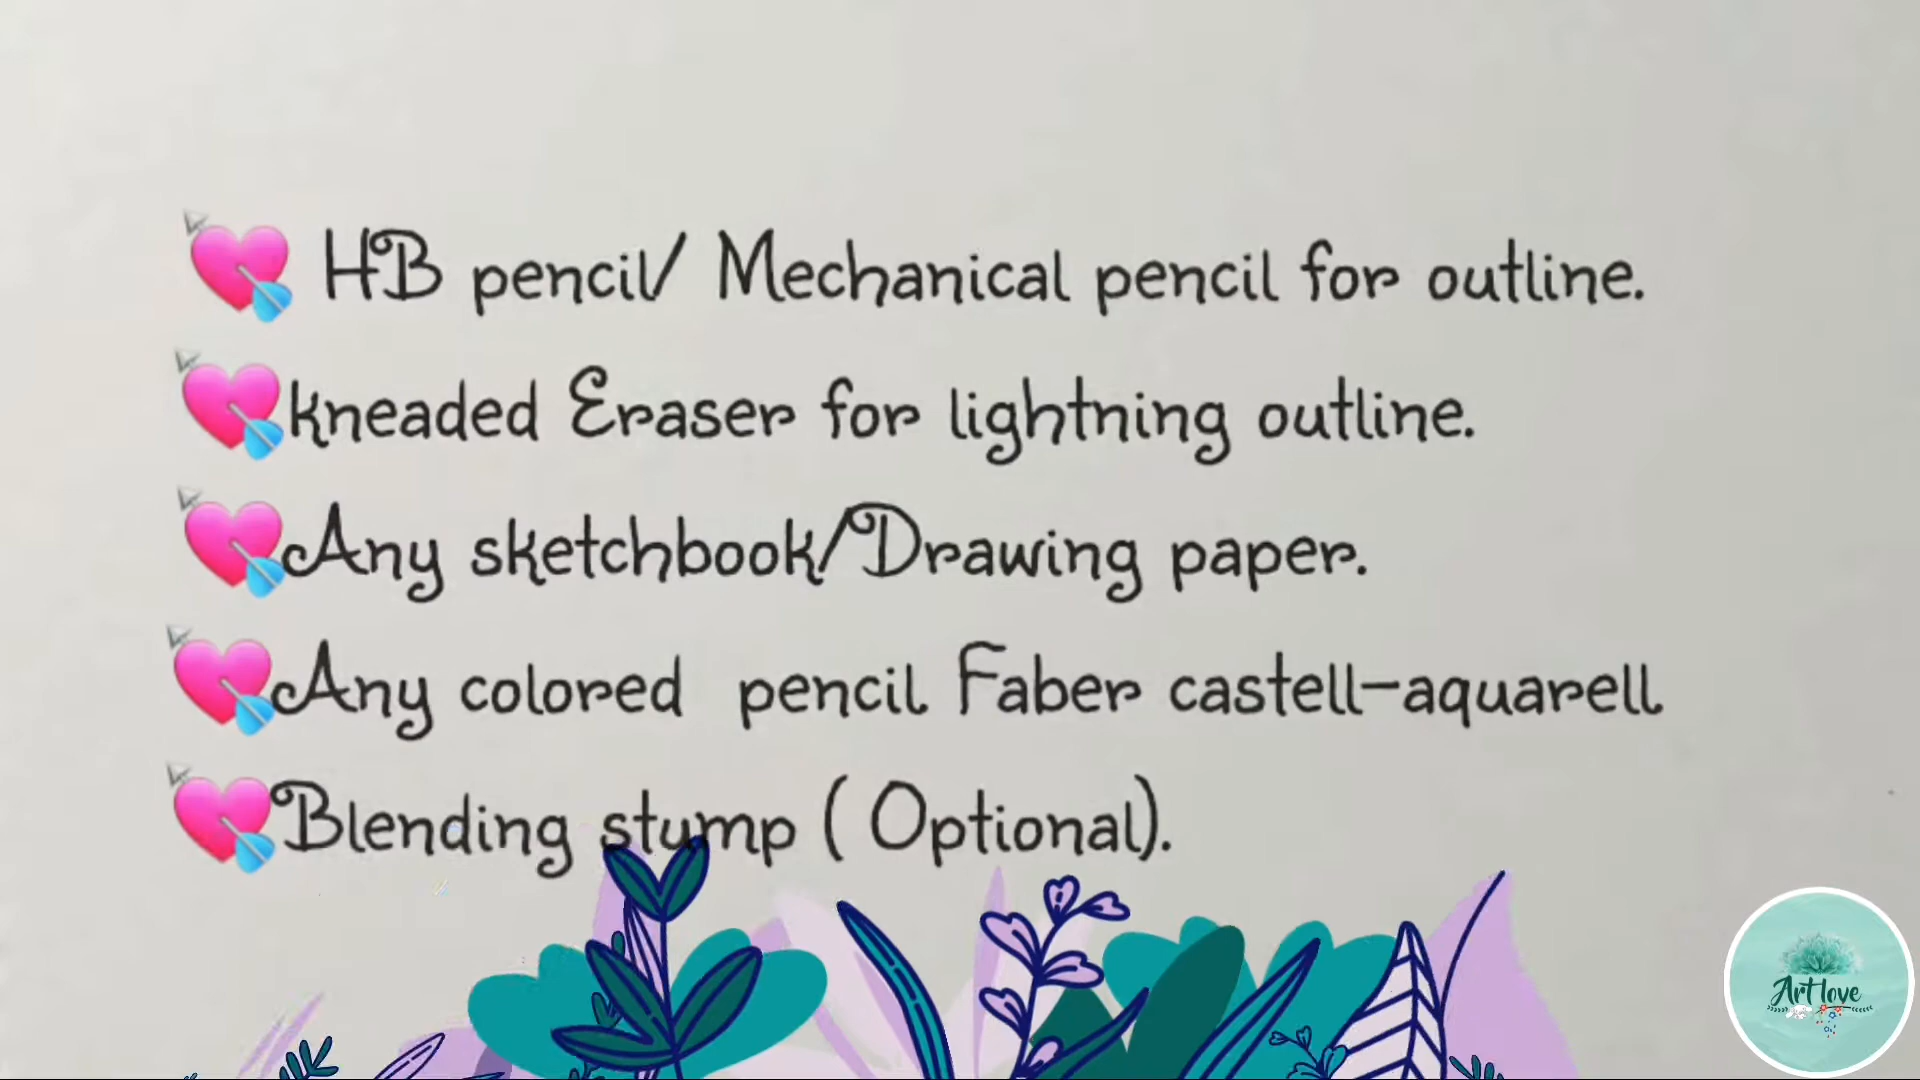 HB pencil/ Mechanical pencil for outline.
kneaded Eraser for lightning outline.
Any sketchbook/Drawing paper.
Any colored pencil. Faber castell-aquarell.
Blending stump ( Optional).
Art love